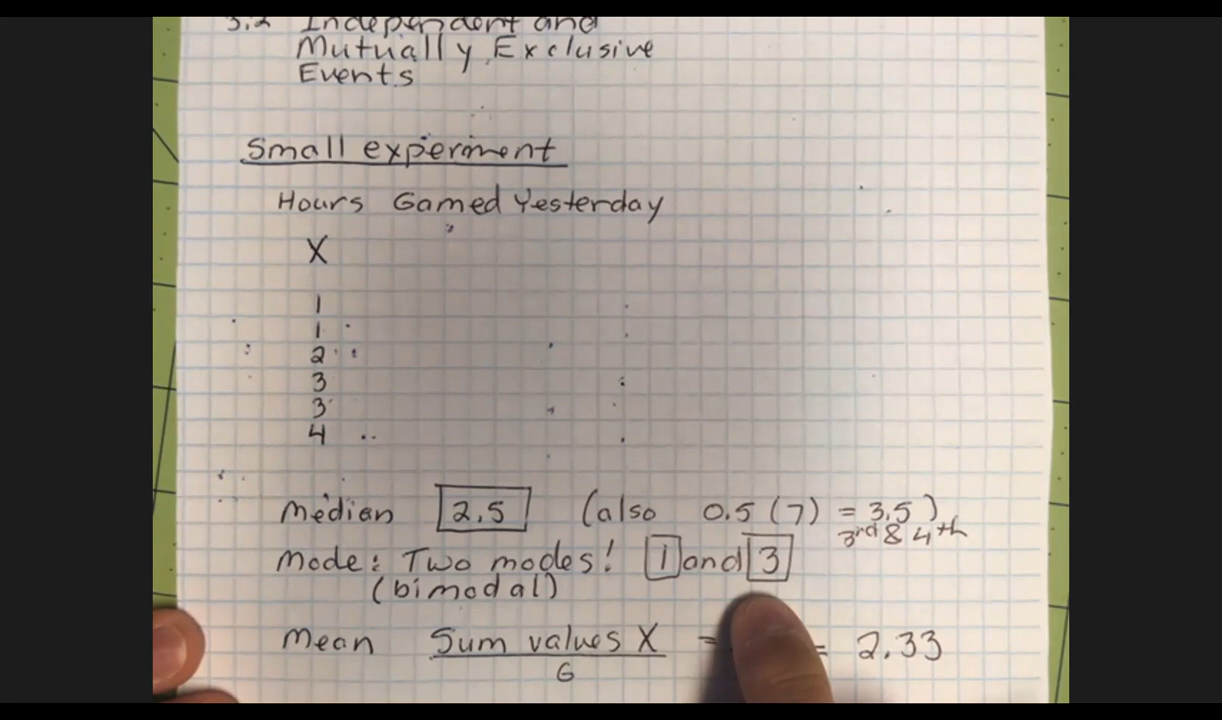 3.2 Independent and
Mutually Exclusive
Events
Small experiment
Hours Gamed Yesterday
X
1
1
2
3
3
4
median 2.5 (also 0.5 (7) = 3.5)
3rd & 4th
mode: Two modes! 1 and 3
(bimodal)
mean Sum values X = = 2.33
6